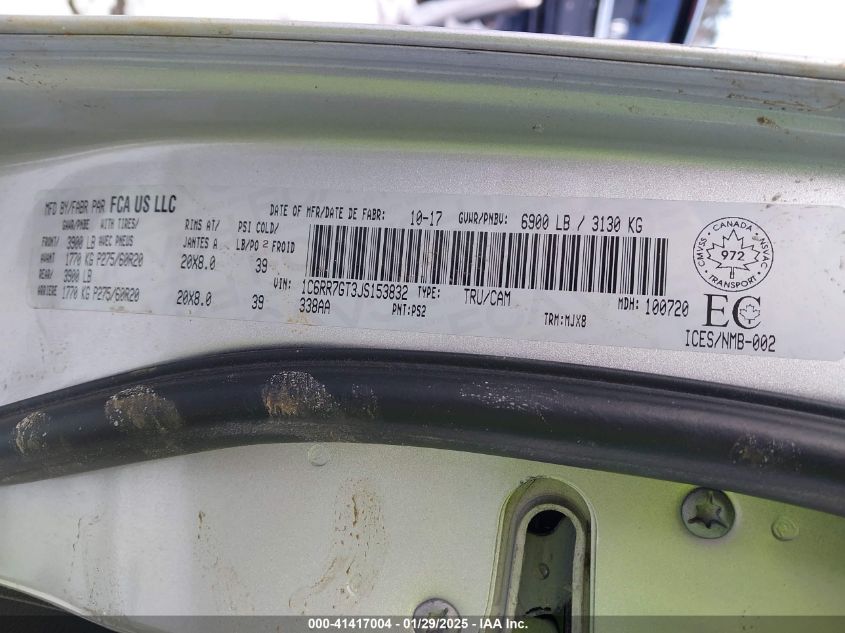 MFD BY/FABR PAR FCA US LLC
DATE OF MFR/DATE DE FABR: 10-17 GVWR/PNBV: 6900 LB / 3130 KG
GWAR/PNBE WITH TIRES/ RIMS AT/ PSI COLD/
FRONT/ 3900 LB AVEC PNEUS JANTES A LB/PO 2 FROID
AVANT 1770 KG P275/60R20 20X8.0 39
REAR/ 3900 LB
ARRIERE 1770 KG P275/60R20 20X8.0 39
VIN: 1C6RR7GT3JS153832 TYPE: TRU/CAM MDH: 100720
338AA PNT:PS2 TRM:MJX8
CANADA
CMVSS NSVAC
972
TRANSPORT
EC
ICES/NMB-002
000-41417004 — 01/29/2025 — IAA Inc.